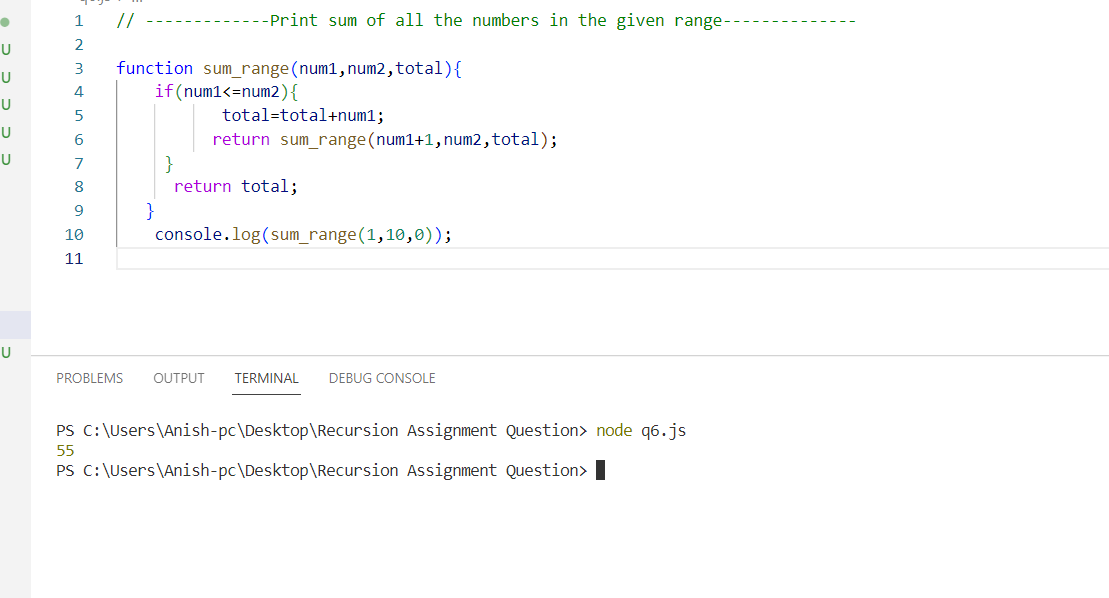 1 // -------------Print sum of all the numbers in the given range--------------
2
3 function sum_range(num1,num2,total){
4 if(num1<=num2){
5 total=total+num1;
6 return sum_range(num1+1,num2,total);
7 }
8 return total;
9 }
10 console.log(sum_range(1,10,0));
11
U
U
U
U
U
U
PROBLEMS OUTPUT TERMINAL DEBUG CONSOLE
PS C:\Users\Anish-pc\Desktop\Recursion Assignment Question> node q6.js
55
PS C:\Users\Anish-pc\Desktop\Recursion Assignment Question>